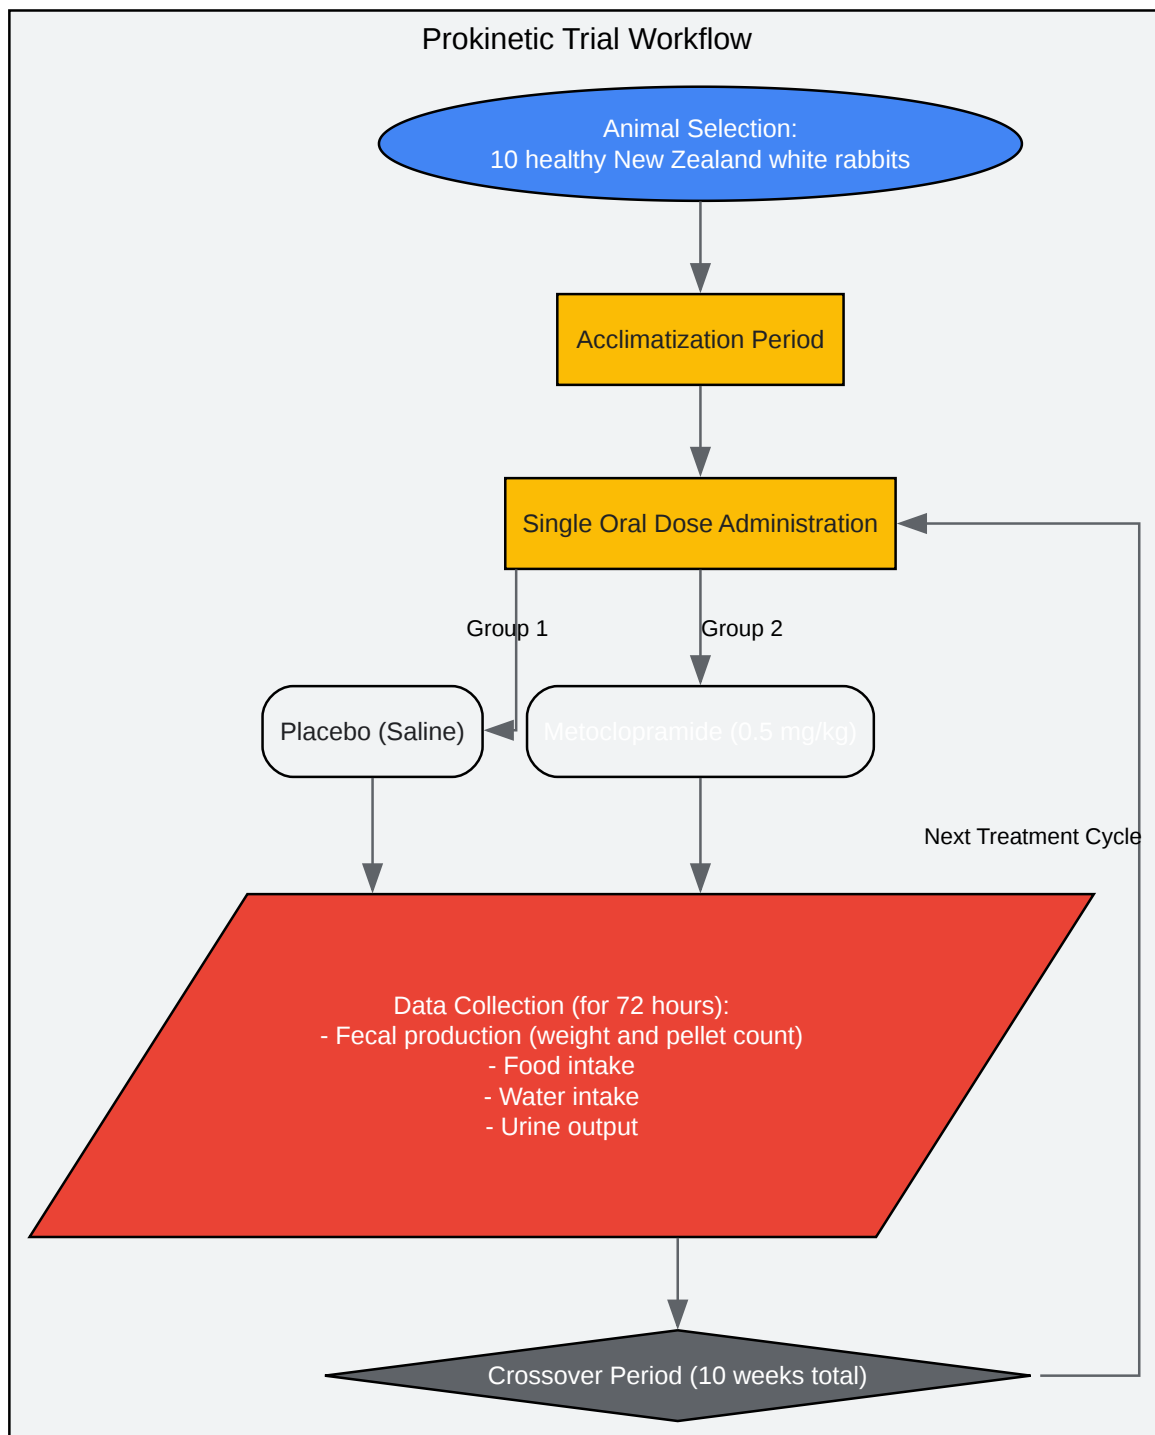 Prokinetic Trial Workflow
Animal Selection:
10 healthy New Zealand white rabbits
Acclimatization Period
Single Oral Dose Administration
Group 1
Group 2
Placebo (Saline)
Metoclopramide (0.5 mg/kg)
Next Treatment Cycle
Data Collection (for 72 hours):
- Fecal production (weight and pellet count)
- Food intake
- Water intake
- Urine output
Crossover Period (10 weeks total)